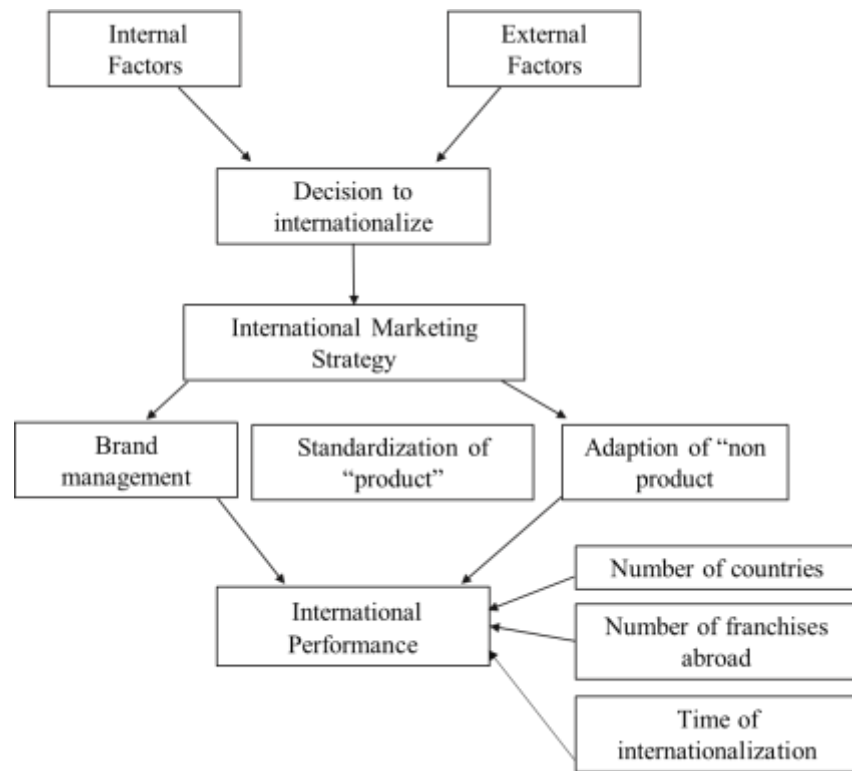 Internal
Factors
External
Factors
Decision to
internationalize
International Marketing
Strategy
Brand
management
Standardization of
“product”
Adaption of “non
product
International
Performance
Number of countries
Number of franchises
abroad
Time of
internationalization